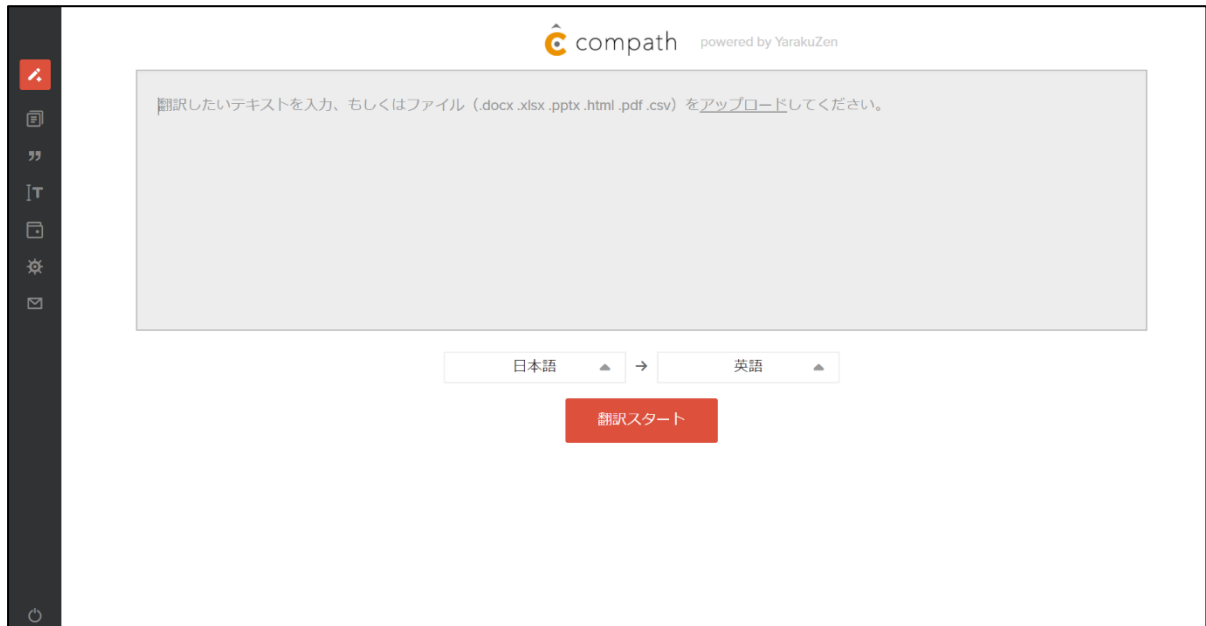 compath powered by YarakuZen
翻訳したいテキストを入力、もしくはファイル（.docx .xlsx .pptx .html .pdf .csv）をアップロードしてください。
日本語 → 英語
翻訳スタート